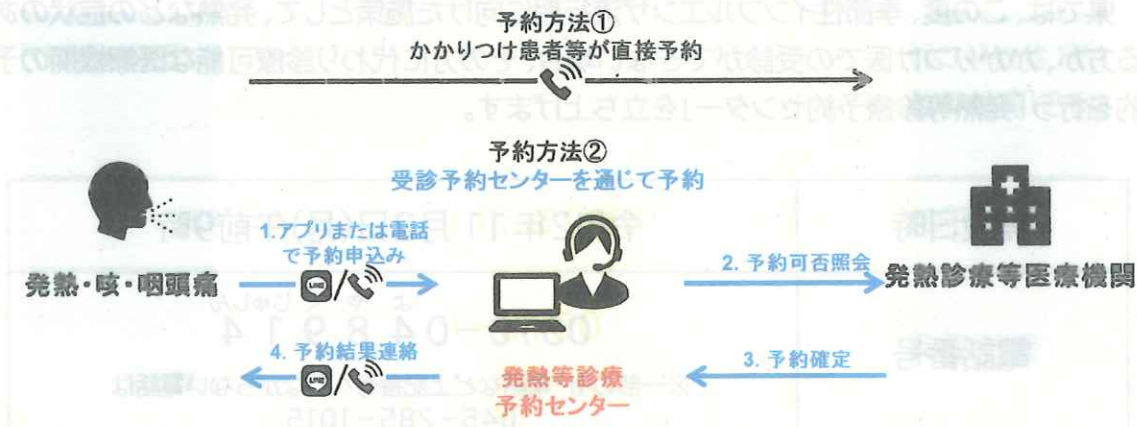 予約方法①
かかりつけ患者等が直接予約
予約方法②
受診予約センターを通じて予約
1.アプリまたは電話
で予約申込み
LINE
2. 予約可否照会
発熱・咳・咽頭痛
発熱診療等医療機関
4. 予約結果連絡
LINE
3. 予約確定
発熱等診療
予約センター